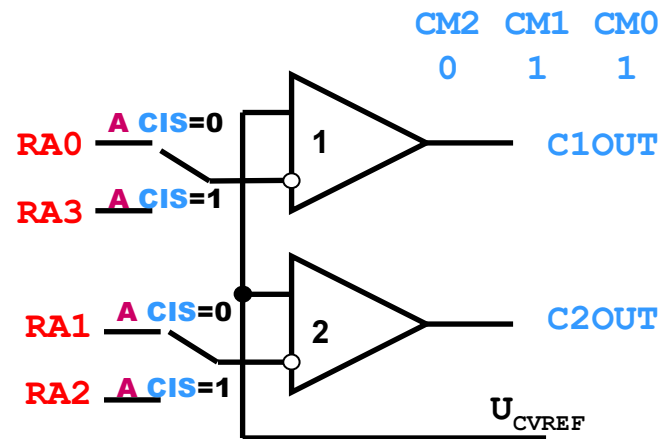 CM2 CM1 CM0
0 1 1
A CIS=0
RA0
1
C1OUT
A CIS=1
RA3
A CIS=0
RA1
2
C2OUT
A CIS=1
RA2
UCVREF